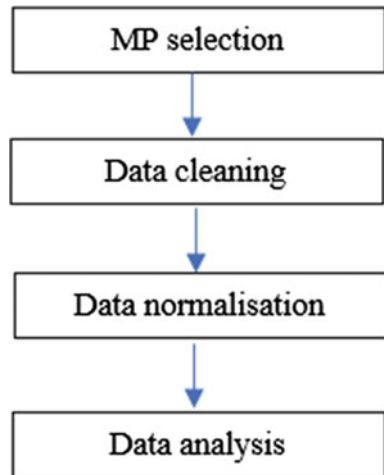 MP selection
Data cleaning
Data normalisation
Data analysis